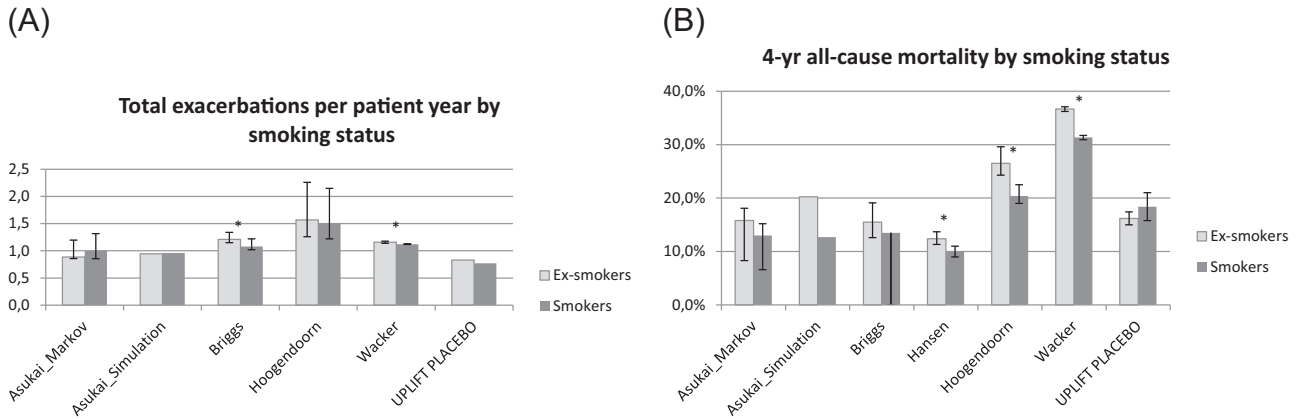 (A)
Total exacerbations per patient year by
smoking status
2,5
2,0
1,5
1,0
0,5
0,0
*
*
Asukai_Markov
Asukai_Simulation
Briggs
Hoogendoorn
Wacker
UPLIFT PLACEBO
Ex-smokers
Smokers
(B)
4-yr all-cause mortality by smoking status
40,0%
30,0%
20,0%
10,0%
0,0%
*
*
*
Asukai_Markov
Asukai_Simulation
Briggs
Hansen
Hoogendoorn
Wacker
UPLIFT PLACEBO
Ex-smokers
Smokers